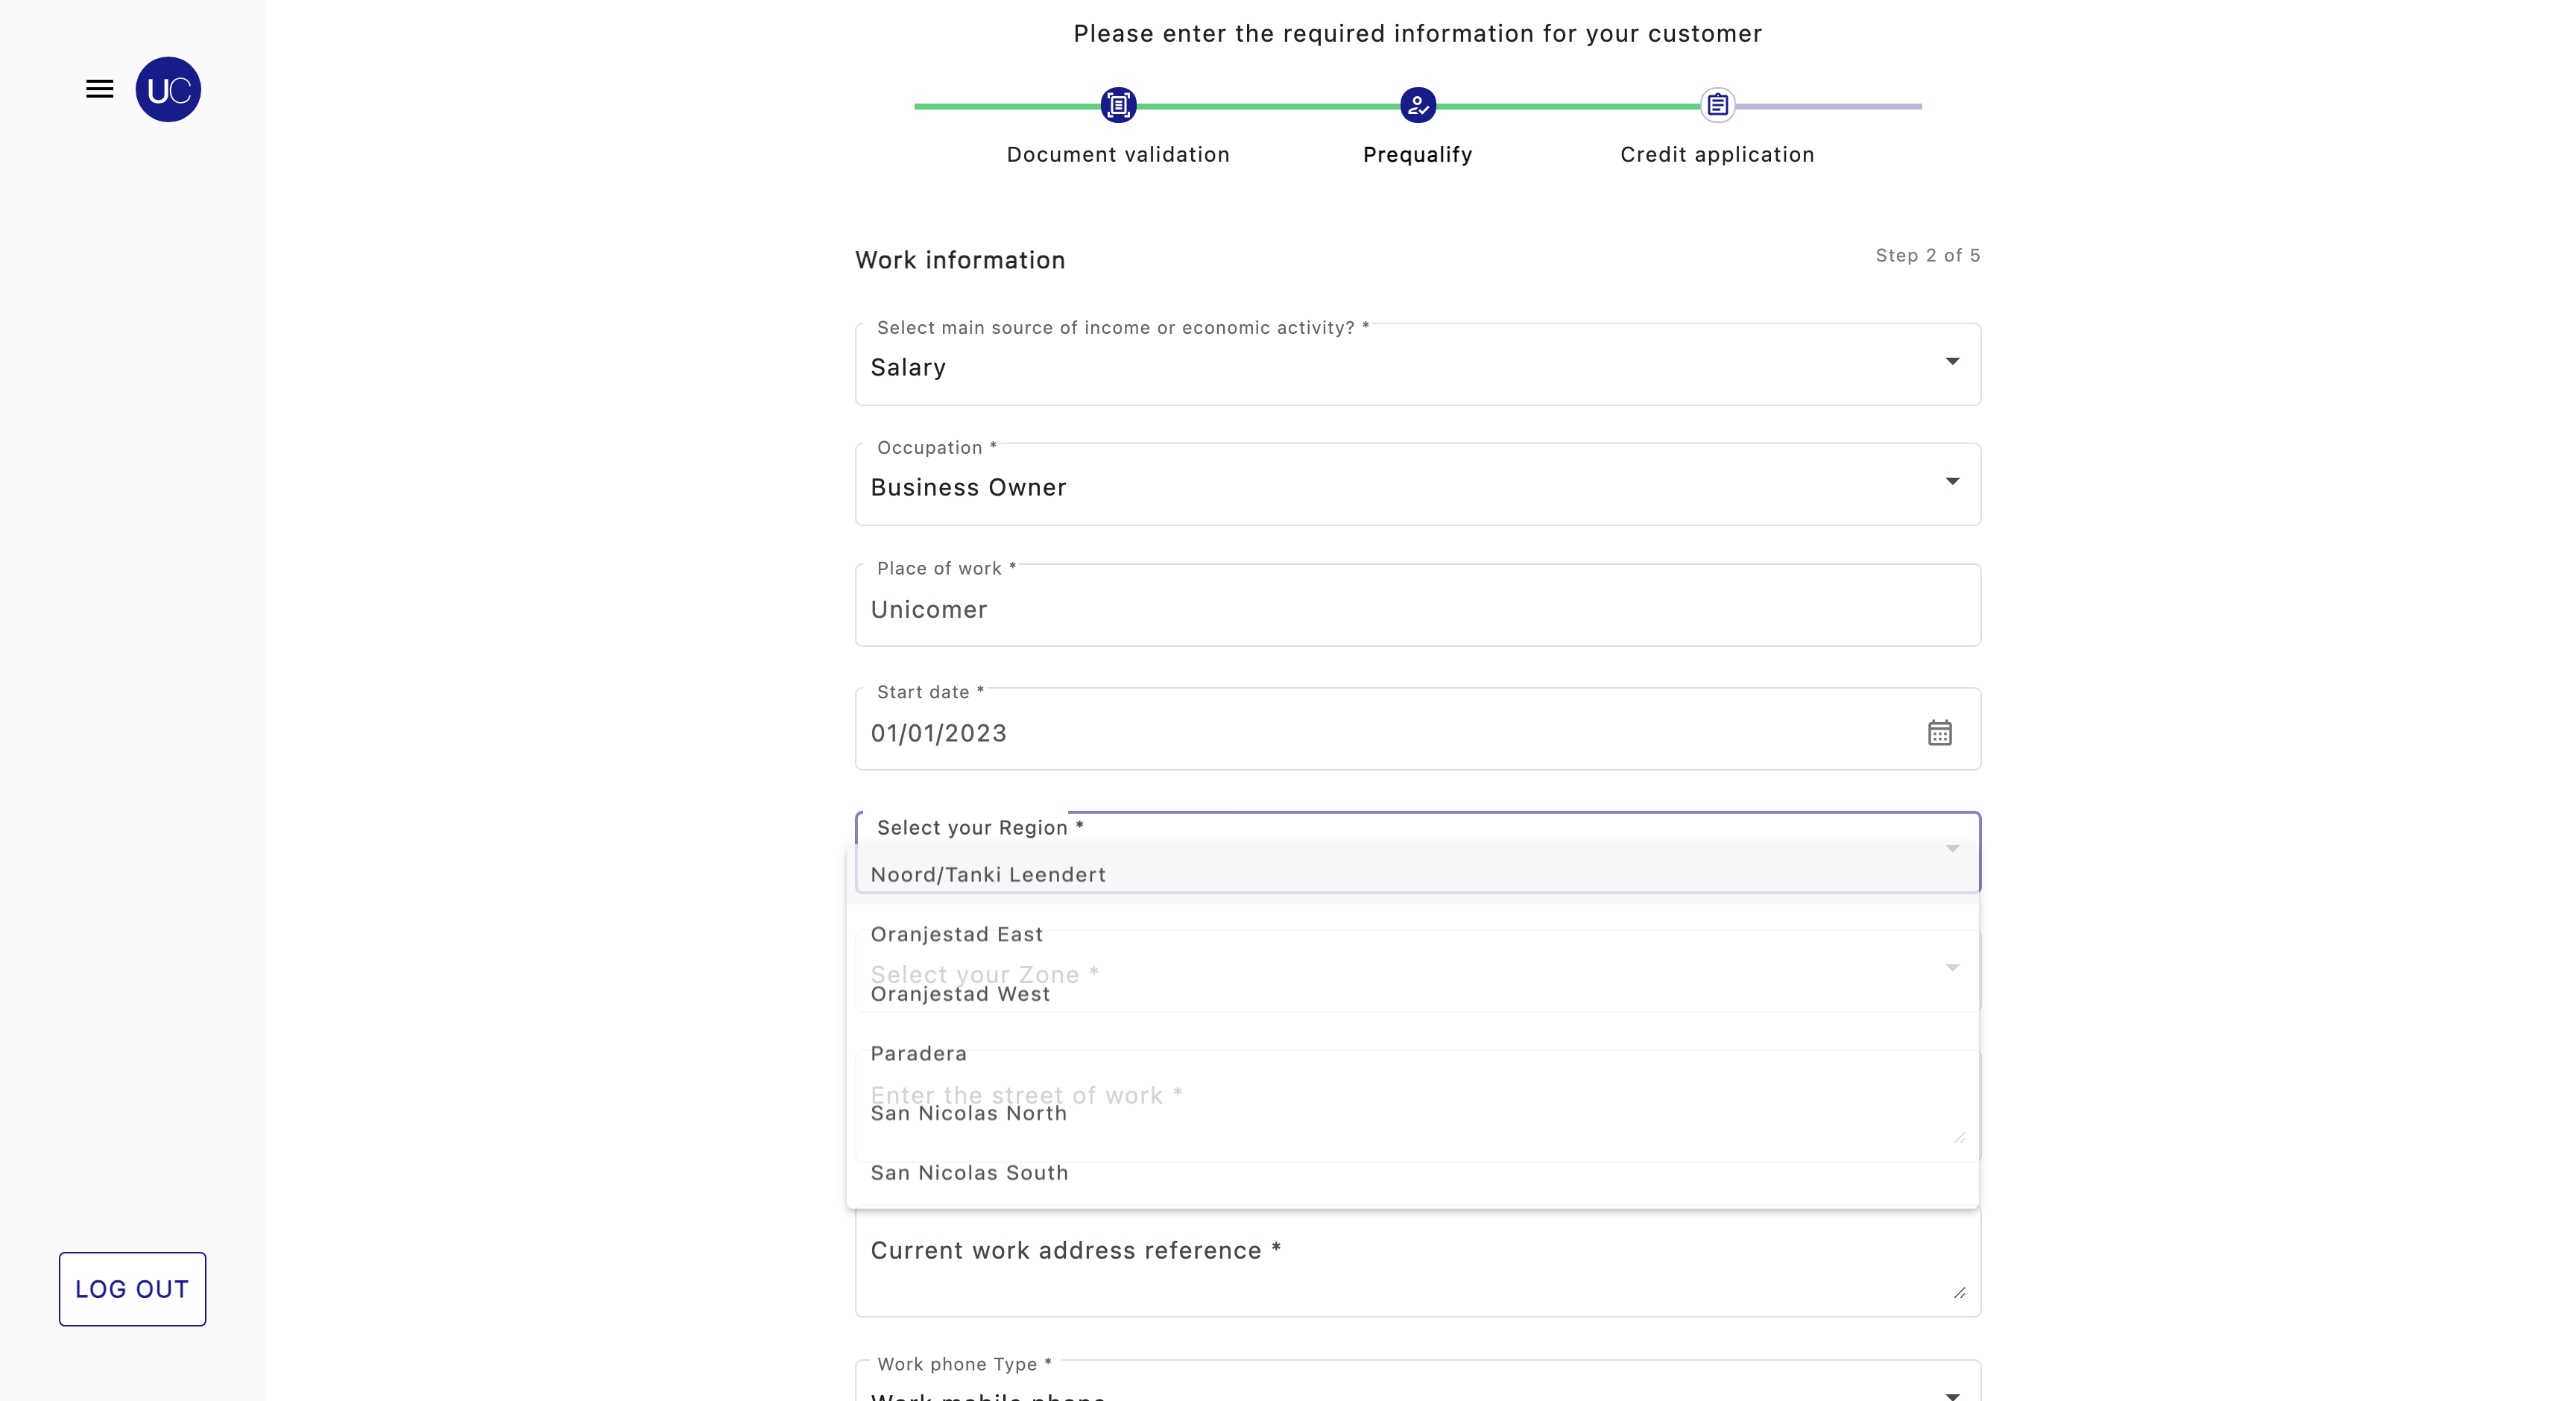 Please enter the required information for your customer
UC
Document validation
Prequalify
Credit application
Work information
Step 2 of 5
Select main source of income or economic activity? *
Salary
Occupation *
Business Owner
Place of work *
Unicomer
Start date *
01/01/2023
Select your Region *
Noord/Tanki Leendert
Oranjestad East
Select your Zone *
Oranjestad West
Paradera
Enter the street of work *
San Nicolas North
San Nicolas South
Current work address reference *
LOG OUT
Work phone Type *
Work mobile phone